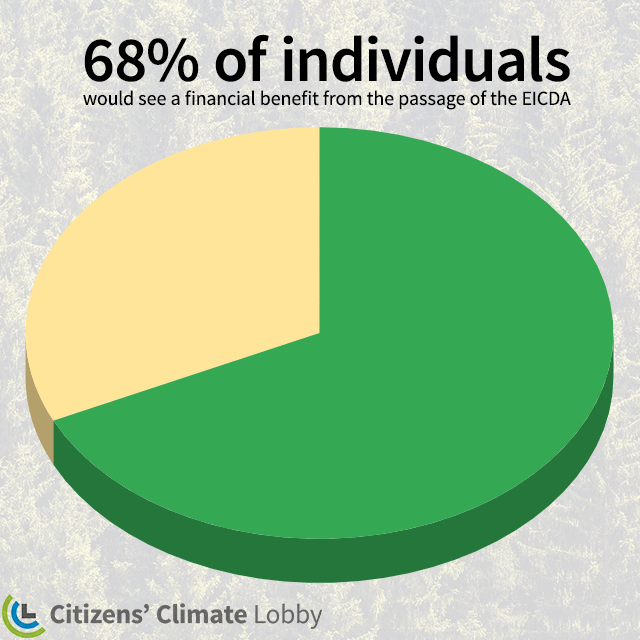 68% of individuals
would see a financial benefit from the passage of the EICDA
Citizens' Climate Lobby